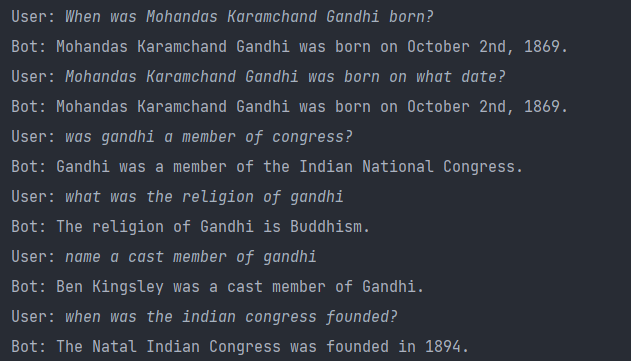 User: When was Mohandas Karamchand Gandhi born?
Bot: Mohandas Karamchand Gandhi was born on October 2nd, 1869.
User: Mohandas Karamchand Gandhi was born on what date?
Bot: Mohandas Karamchand Gandhi was born on October 2nd, 1869.
User: was gandhi a member of congress?
Bot: Gandhi was a member of the Indian National Congress.
User: what was the religion of gandhi
Bot: The religion of Gandhi is Buddhism.
User: name a cast member of gandhi
Bot: Ben Kingsley was a cast member of Gandhi.
User: when was the indian congress founded?
Bot: The Natal Indian Congress was founded in 1894.